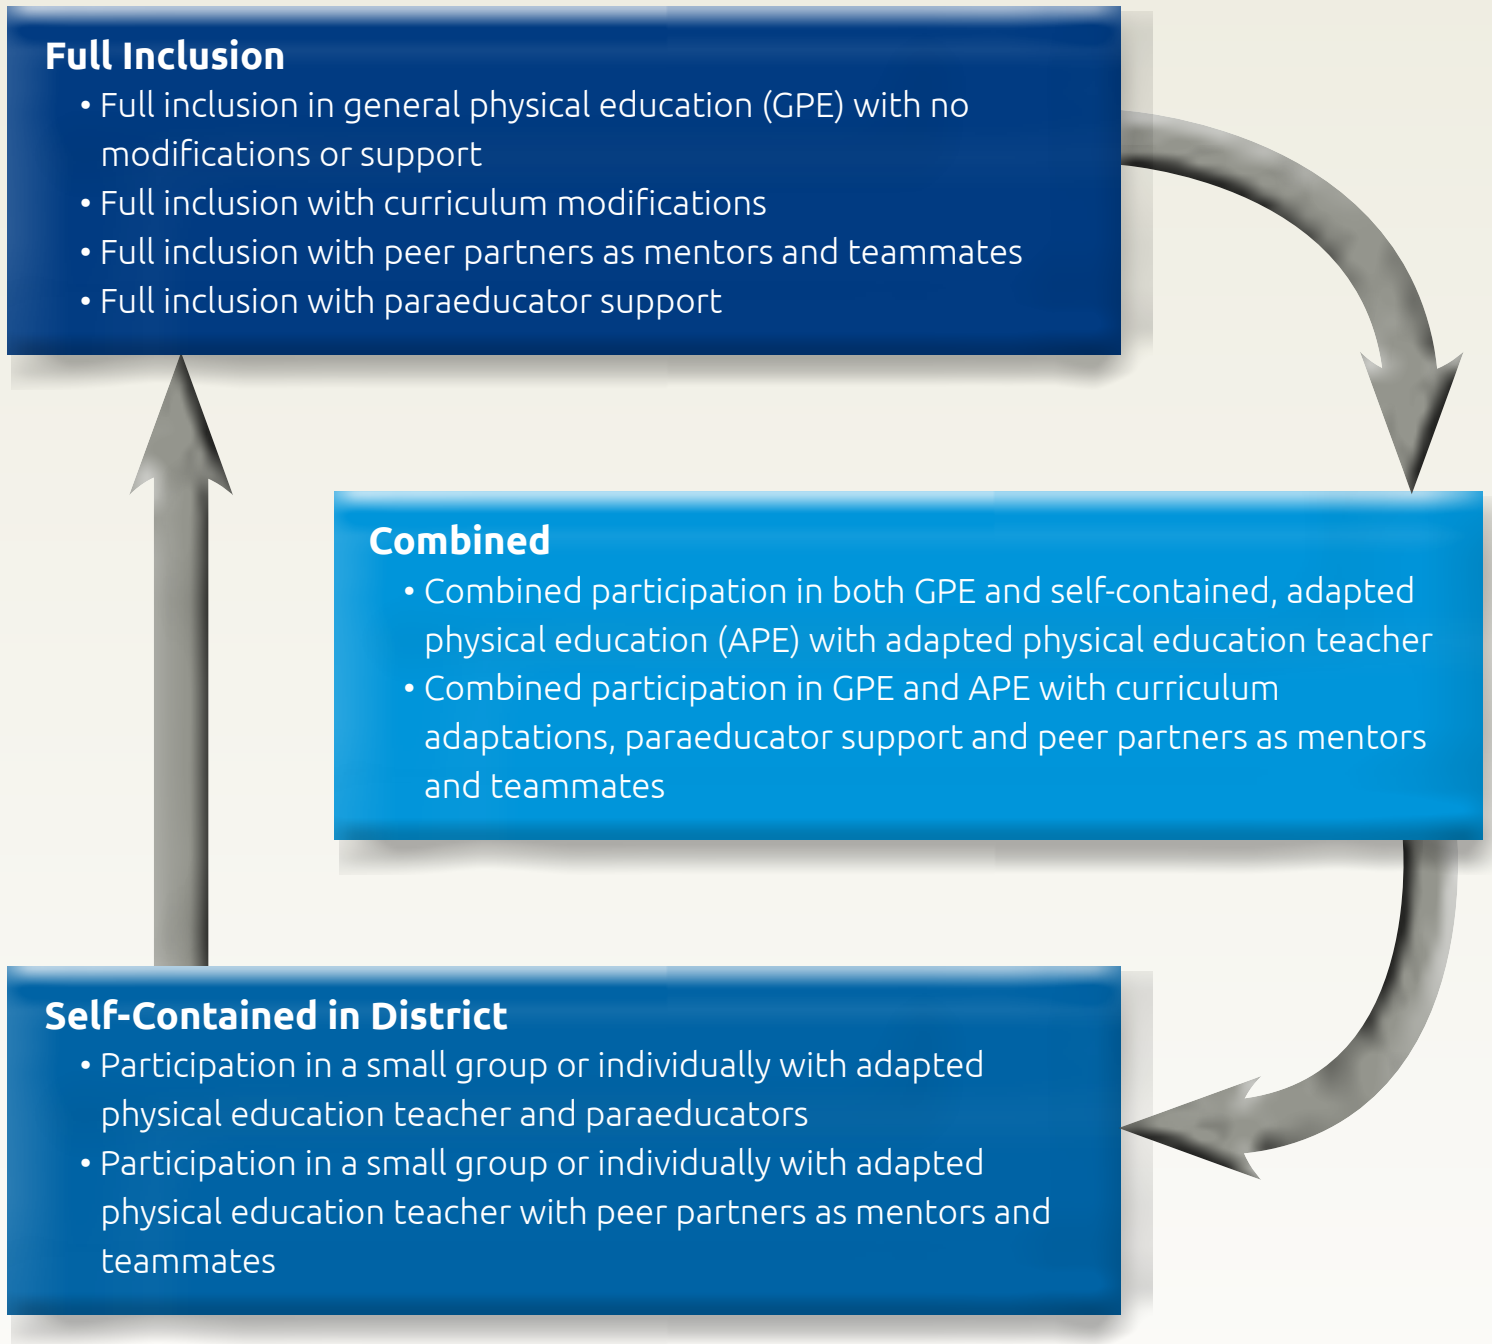 Full Inclusion
• Full inclusion in general physical education (GPE) with no
modifications or support
• Full inclusion with curriculum modifications
• Full inclusion with peer partners as mentors and teammates
• Full inclusion with paraeducator support
Combined
• Combined participation in both GPE and self-contained, adapted
physical education (APE) with adapted physical education teacher
• Combined participation in GPE and APE with curriculum
adaptations, paraeducator support and peer partners as mentors
and teammates
Self-Contained in District
• Participation in a small group or individually with adapted
physical education teacher and paraeducators
• Participation in a small group or individually with adapted
physical education teacher with peer partners as mentors and
teammates